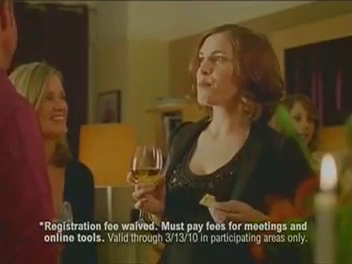 *Registration fee waived. Must pay fees for meetings and
online tools. Valid through 3/13/10 in participating areas only.